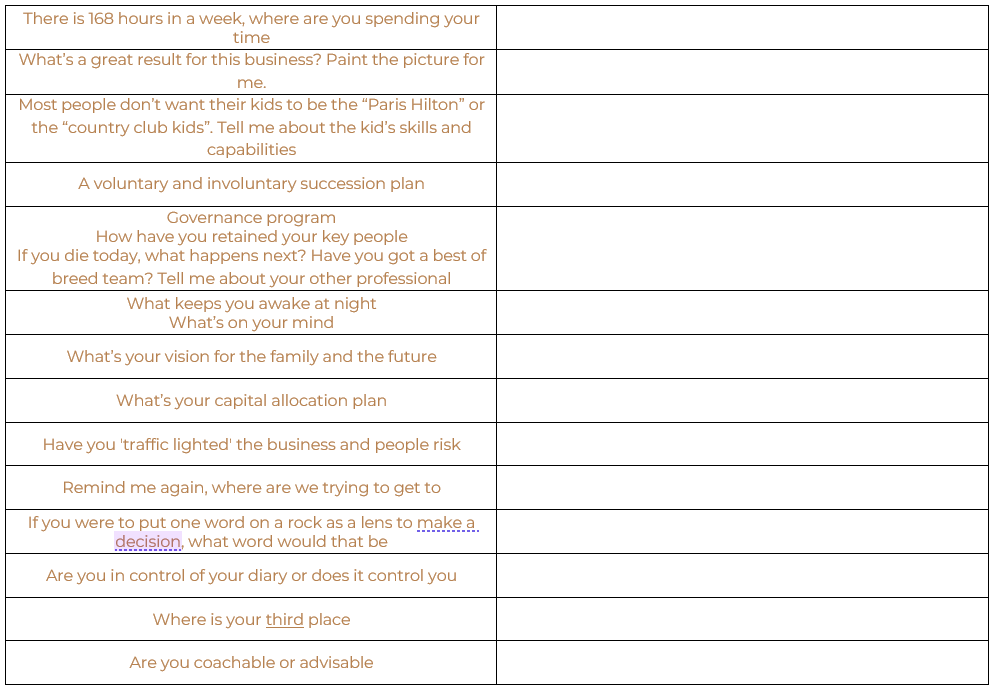 There is 168 hours in a week, where are you spending your
time
What's a great result for this business? Paint the picture for
me.
Most people don't want their kids to be the “Paris Hilton” or
the “country club kids”. Tell me about the kid's skills and
capabilities
A voluntary and involuntary succession plan
Governance program
How have you retained your key people
If you die today, what happens next? Have you got a best of
breed team? Tell me about your other professional
What keeps you awake at night
What's on your mind
What's your vision for the family and the future
What's your capital allocation plan
Have you 'traffic lighted' the business and people risk
Remind me again, where are we trying to get to
If you were to put one word on a rock as a lens to make a
decision, what word would that be
Are you in control of your diary or does it control you
Where is your third place
Are you coachable or advisable